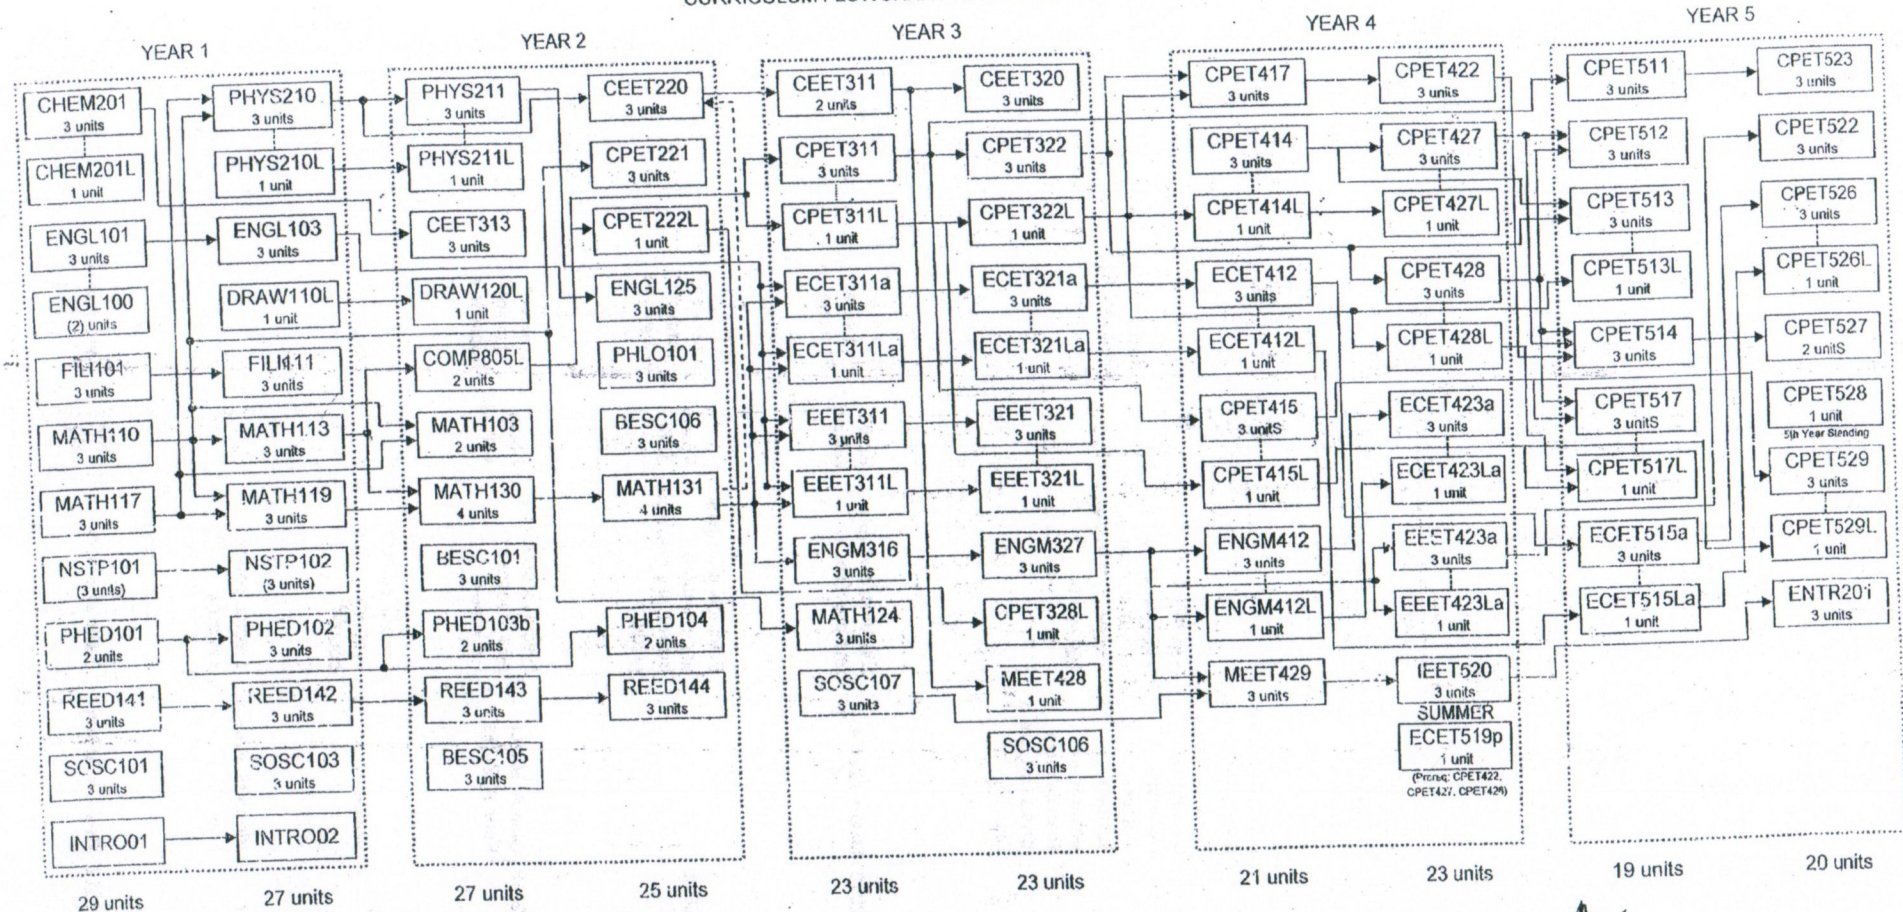 YEAR 1
CHEM201
3 units
CHEM201L
1 unit
ENGL101
3 units
ENGL100
(2) units
FILI101
3 units
MATH110
3 units
MATH117
3 units
NSTP101
(3 units)
PHED101
2 units
REED141
3 units
SOSC101
3 units
INTRO01
29 units
PHYS210
3 units
PHYS210L
1 unit
ENGL103
3 units
DRAW110L
1 unit
FILI111
3 units
MATH113
3 units
MATH119
3 units
NSTP102
(3 units)
PHED102
3 units
REED142
3 units
SOSC103
3 units
INTRO02
27 units
YEAR 2
PHYS211
3 units
PHYS211L
1 unit
CEET313
3 units
DRAW120L
1 unit
COMP805L
2 units
MATH103
2 units
MATH130
4 units
BESC101
3 units
PHED103b
2 units
REED143
3 units
BESC105
3 units
27 units
CEET220
3 units
CPET221
3 units
CPET222L
1 unit
ENGL125
3 units
PHLO101
3 units
BESC106
3 units
MATH131
4 units
PHED104
2 units
REED144
3 units
25 units
YEAR 3
CEET311
2 units
CPET311
3 units
CPET311L
1 unit
ECET311a
3 units
ECET311La
1 unit
EEET311
3 units
EEET311L
1 unit
ENGM316
3 units
MATH124
3 units
SOSC107
3 units
23 units
CEET320
3 units
CPET322
3 units
CPET322L
1 unit
ECET321a
3 units
ECET321La
1 unit
EEET321
3 units
EEET321L
1 unit
ENGM327
3 units
CPET328L
1 unit
MEET428
1 unit
SOSC106
3 units
23 units
YEAR 4
CPET417
3 units
CPET414
3 units
CPET414L
1 unit
ECET412
3 units
ECET412L
1 unit
CPET415
3 unitS
CPET415L
1 unit
ENGM412
3 units
ENGM412L
1 unit
MEET429
3 units
21 units
CPET422
3 units
CPET427
3 units
CPET427L
1 unit
CPET428
3 units
CPET428L
1 unit
ECET423a
3 units
ECET423La
1 unit
EEET423a
3 units
EEET423La
1 unit
IEET520
3 units
SUMMER
ECET519p
1 unit
(Prereq: CPET422,
CPET427, CPET428)
23 units
YEAR 5
CPET511
3 units
CPET512
3 units
CPET513
3 units
CPET513L
1 unit
CPET514
3 units
CPET517
3 unitS
CPET517L
1 unit
ECET515a
3 units
ECET515La
1 unit
19 units
CPET523
3 units
CPET522
3 units
CPET526
3 units
CPET526L
1 unit
CPET527
2 unitS
CPET528
1 unit
5th Year Standing
CPET529
3 units
CPET529L
1 unit
ENTR201
3 units
20 units